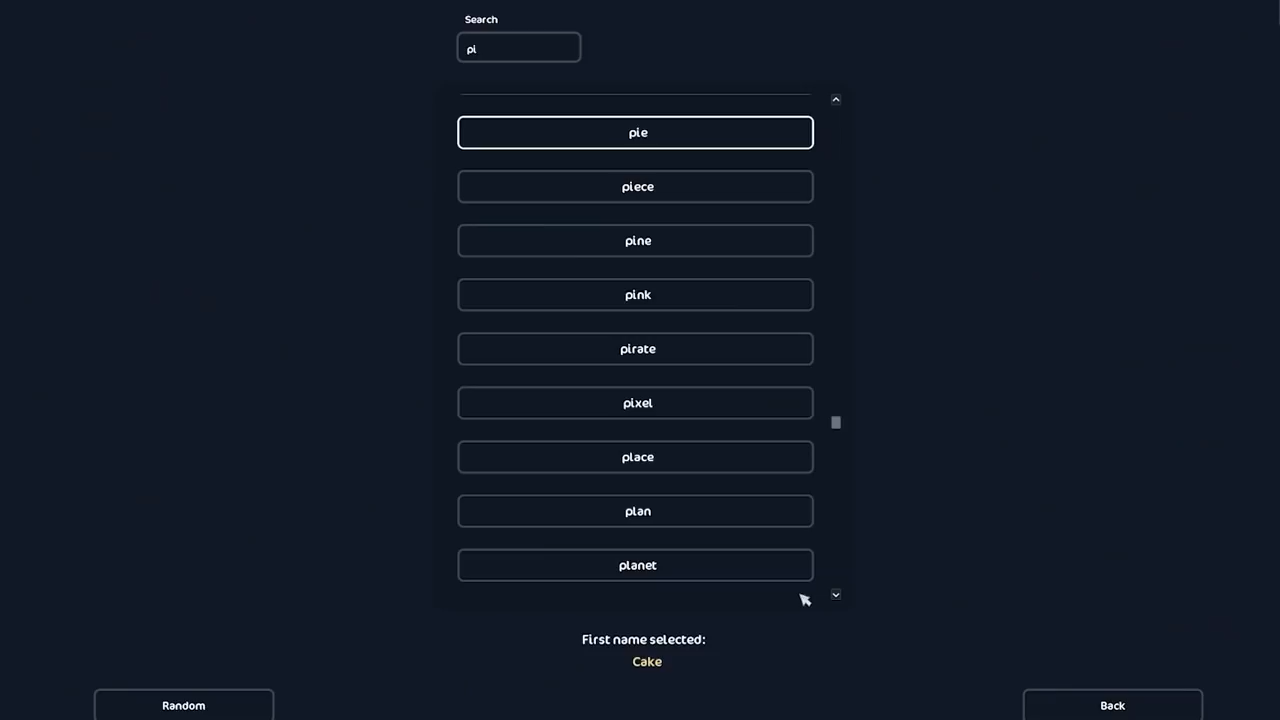 Search
pi
pie
piece
pine
pink
pirate
pixel
place
plan
planet
First name selected:
Cake
Random
Back